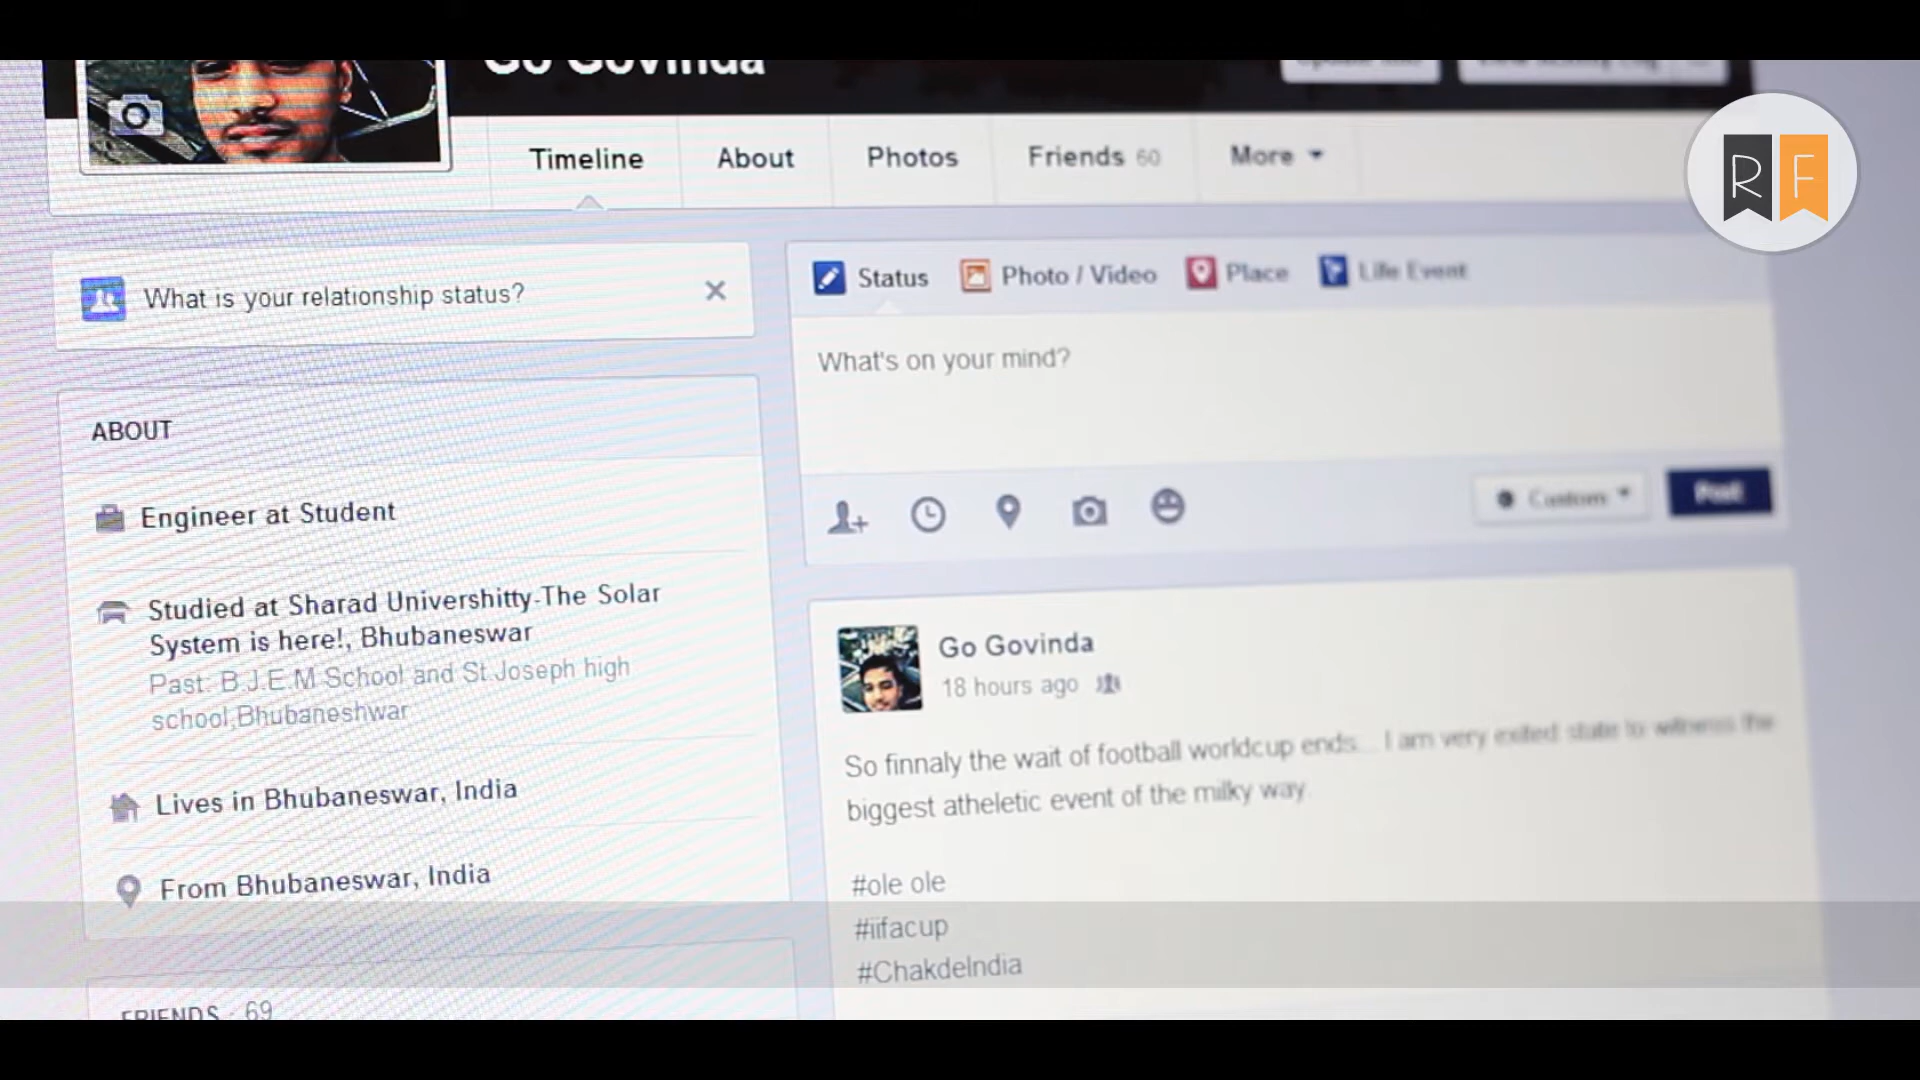 Go Govinda
R F
Timeline About Photos Friends 60 More
What is your relationship status?
Status Photo / Video Place Life Event
What's on your mind?
Custom Post
ABOUT
Engineer at Student
Studied at Sharad Univershitty-The Solar
System is here!, Bhubaneswar
Past: B.J.E.M School and St.Joseph high
school,Bhubaneshwar
Lives in Bhubaneswar, India
From Bhubaneswar, India
FRIENDS · 69
Go Govinda
18 hours ago
So finnaly the wait of football worldcup ends... I am very exited state to witness the
biggest atheletic event of the milky way.
#ole ole
#iifacup
#ChakdeIndia